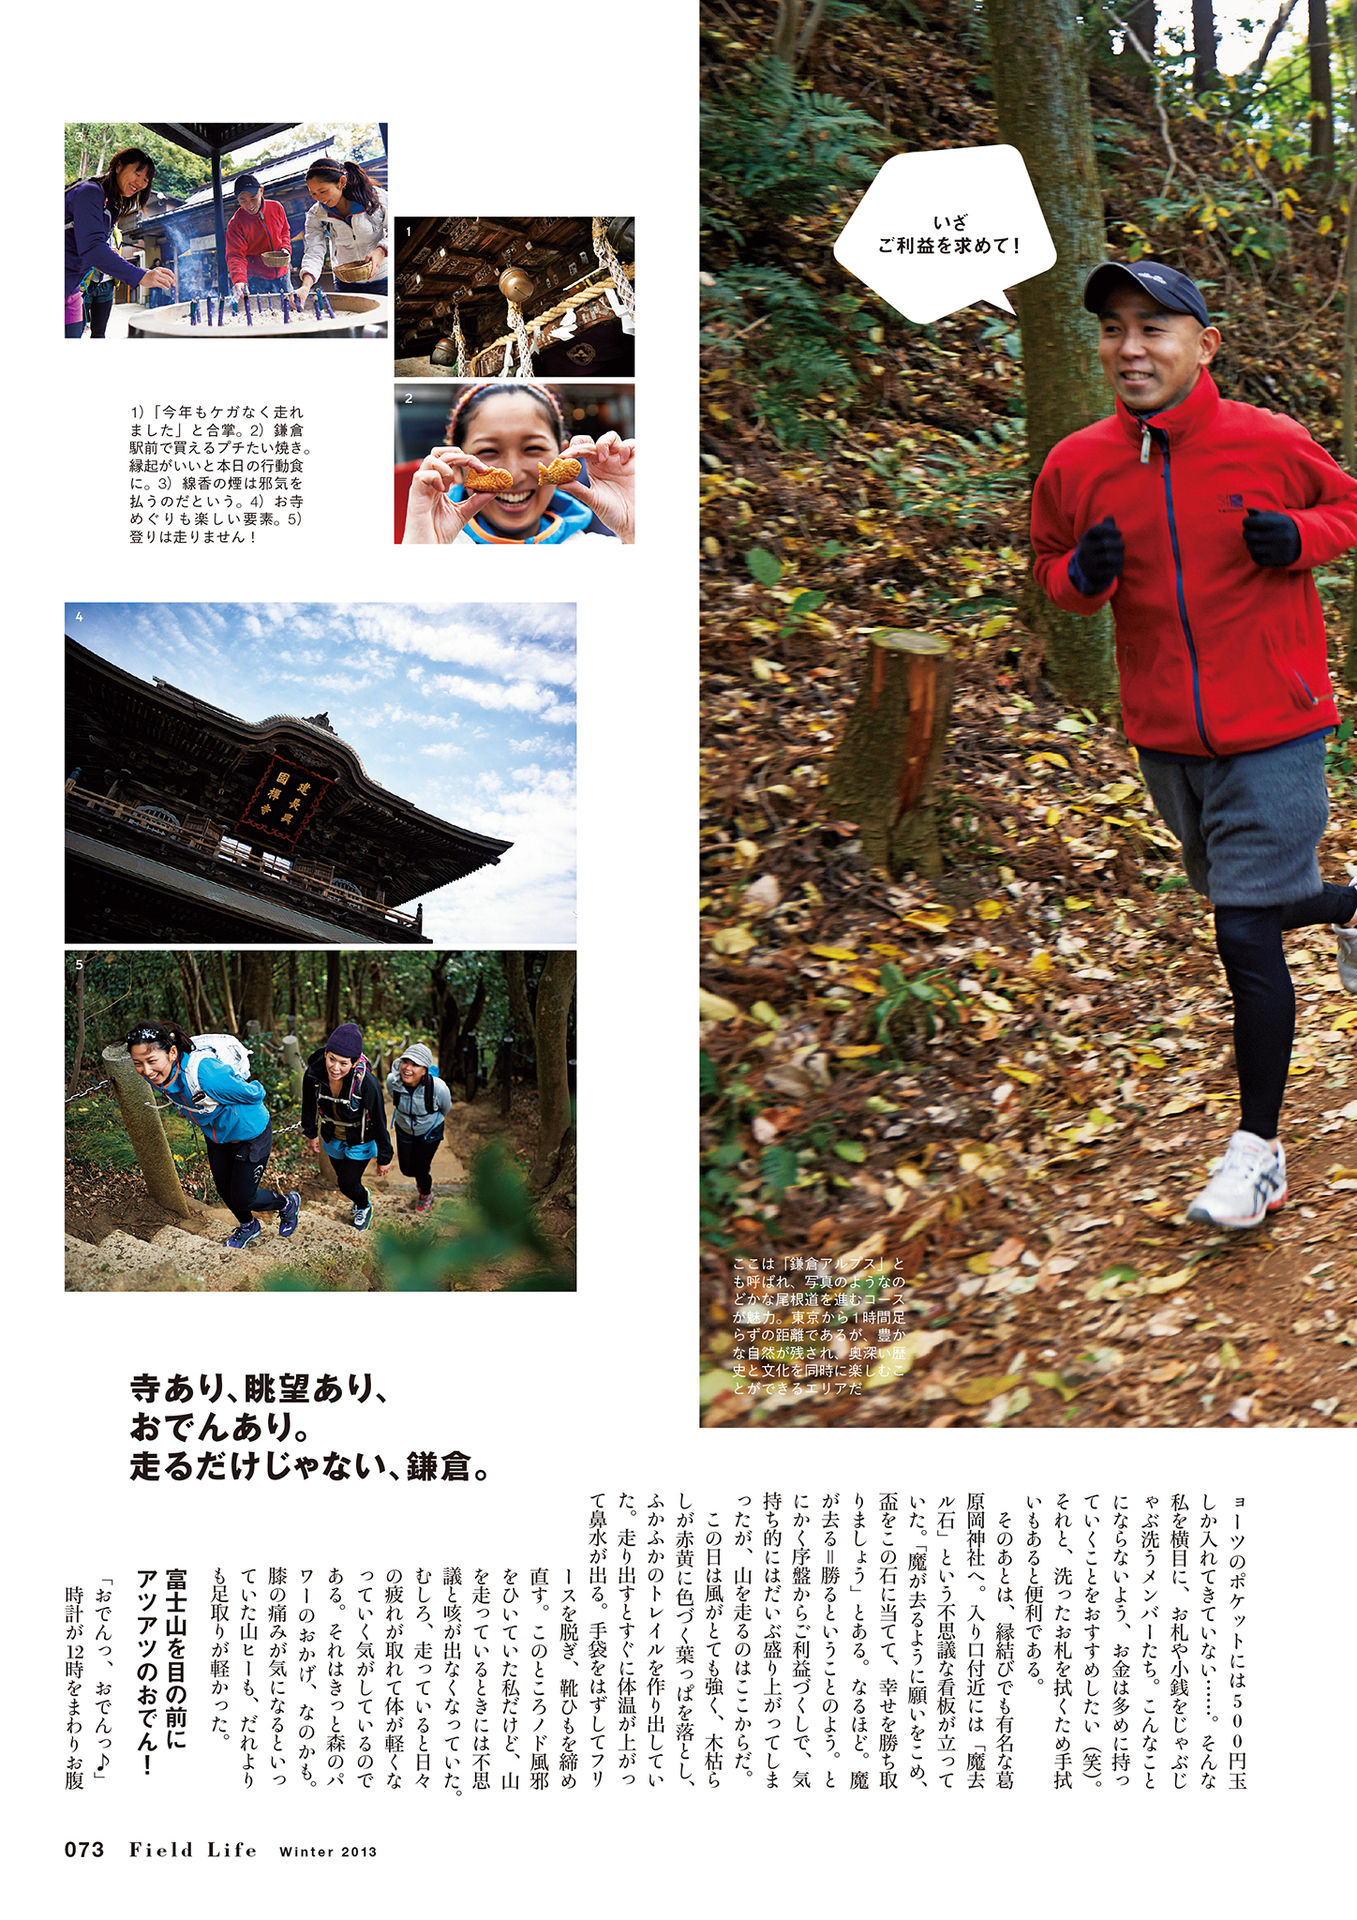 いざ
ご利益を求めて！
3
1
2
1）「今年もケガなく走れ
ました」と合掌。2）鎌倉
駅前で買えるプチたい焼き。
縁起がいいと本日の行動食
に。3）線香の煙は邪気を
払うのだという。4）お寺
めぐりも楽しい要素。5）
登りは走りません！
4
建長興
國禅寺
5
ここは「鎌倉アルプス」と
も呼ばれ、写真のようなの
どかな尾根道を進むコース
が魅力。東京から1時間足
らずの距離であるが、豊か
な自然が残され、奥深い歴
史と文化を同時に楽しむこ
とができるエリアだ
寺あり、眺望あり、
おでんあり。
走るだけじゃない、鎌倉。
ョーツのポケットには500円玉
しか入れてきていない……。そんな
私を横目に、お札や小銭をじゃぶじ
ゃぶ洗うメンバーたち。こんなこと
にならないよう、お金は多めに持っ
ていくことをおすすめしたい（笑）。
それと、洗ったお札を拭くため手拭
いもあると便利である。
そのあとは、縁結びでも有名な葛
原岡神社へ。入り口付近には「魔去
ル石」という不思議な看板が立って
いた。「魔が去るように願いをこめ、
盃をこの石に当てて、幸せを勝ち取
りましょう」とある。なるほど。魔
が去る＝勝るということのよう。と
にかく序盤からご利益づくしで、気
持ち的にはだいぶ盛り上がってしま
ったが、山を走るのはここからだ。
この日は風がとても強く、木枯ら
しが赤黄に色づく葉っぱを落とし、
ふかふかのトレイルを作り出してい
た。走り出すとすぐに体温が上がっ
て鼻水が出る。手袋をはずしてフリ
ースを脱ぎ、靴ひもを締め
直す。このところノド風邪
をひいていた私だけど、山
を走っているときには不思
議と咳が出なくなっていた。
むしろ、走っていると日々
の疲れが取れて体が軽くな
っていく気がしているので
ある。それはきっと森のパ
ワーのおかげ、なのかも。
膝の痛みが気になるといっ
ていた山ヒーも、だれより
も足取りが軽かった。
富士山を目の前に
アツアツのおでん！
「おでんっ、おでんっ♪」
時計が12時をまわりお腹
073 Field Life Winter 2013